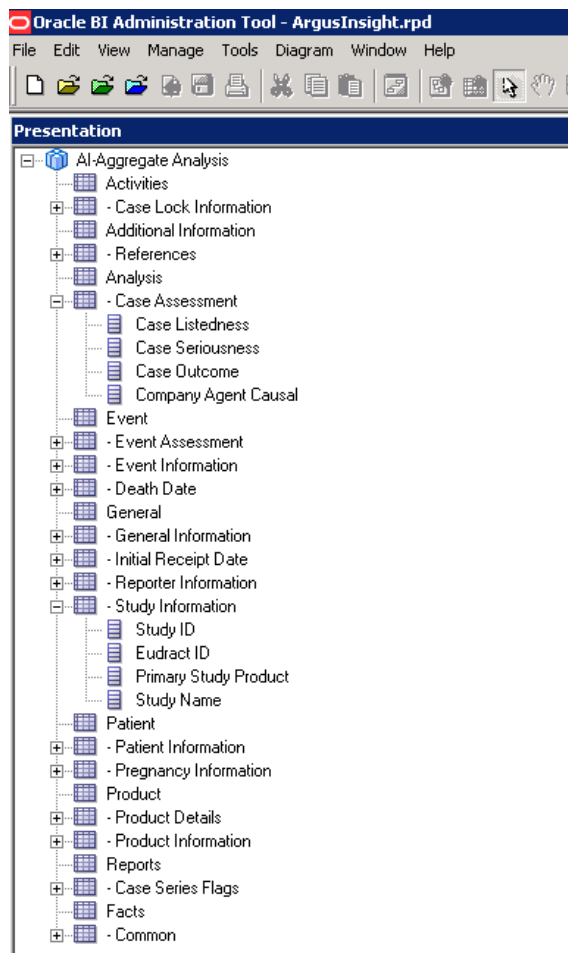 Oracle BI Administration Tool - ArgusInsight.rpd
File Edit View Manage Tools Diagram Window Help
Presentation
AI-Aggregate Analysis
Activities
- Case Lock Information
Additional Information
- References
Analysis
- Case Assessment
Case Listedness
Case Seriousness
Case Outcome
Company Agent Causal
Event
- Event Assessment
- Event Information
- Death Date
General
- General Information
- Initial Receipt Date
- Reporter Information
- Study Information
Study ID
Eudract ID
Primary Study Product
Study Name
Patient
- Patient Information
- Pregnancy Information
Product
- Product Details
- Product Information
Reports
- Case Series Flags
Facts
- Common